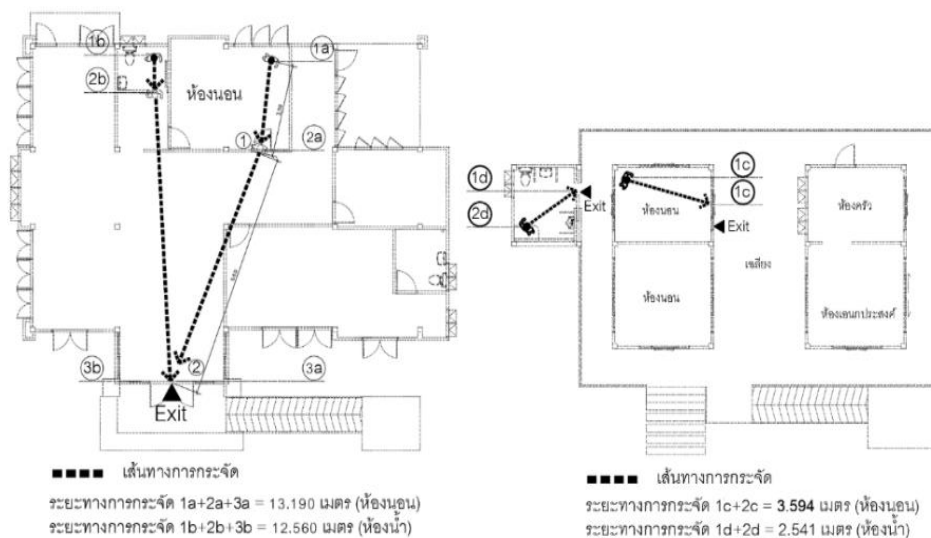 1b
1a
2b
ห้องนอน
1
2a
3b
2
3a
Exit
เส้นทางการกระจัด
ระยะทางการกระจัด 1a+2a+3a = 13.190 เมตร (ห้องนอน)
ระยะทางการกระจัด 1b+2b+3b = 12.560 เมตร (ห้องน้ำ)
1d
Exit
2d
1c
1c
ห้องนอน
Exit
ห้องครัว
เฉลียง
ห้องนอน
ห้องเอนกประสงค์
เส้นทางการกระจัด
ระยะทางการกระจัด 1c+2c = 3.594 เมตร (ห้องนอน)
ระยะทางการกระจัด 1d+2d = 2.541 เมตร (ห้องน้ำ)